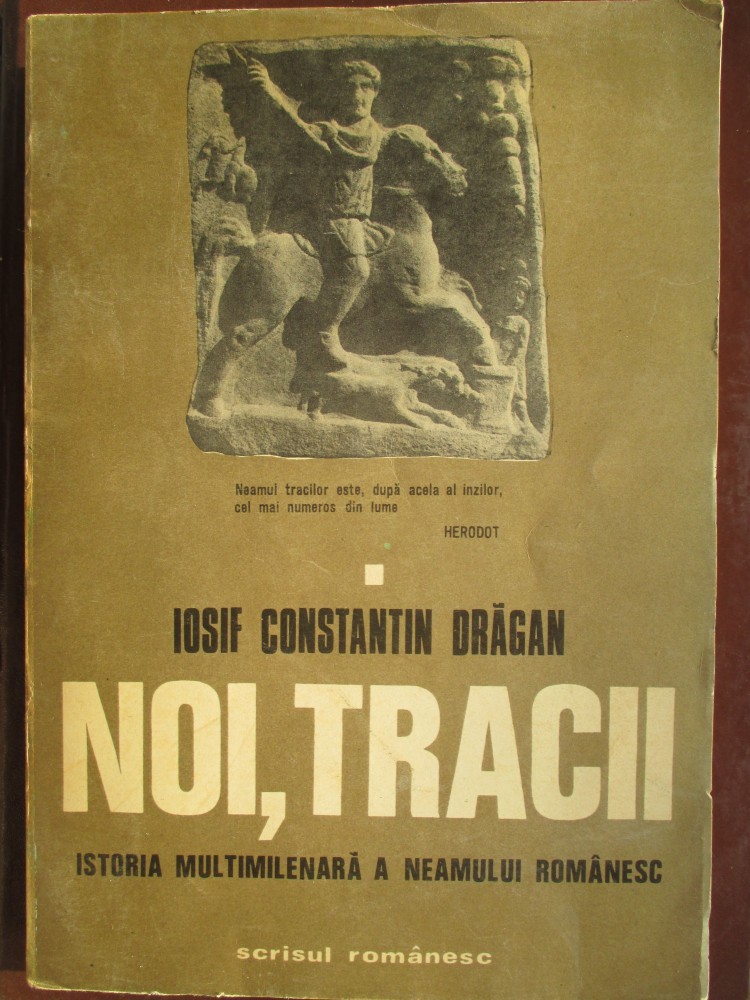 Neamul tracilor este, după acela al inzilor,
cel mai numeros din lume
HERODOT
IOSIF CONSTANTIN DRĂGAN
NOI, TRACII
ISTORIA MULTIMILENARĂ A NEAMULUI ROMÂNESC
scrisul românesc